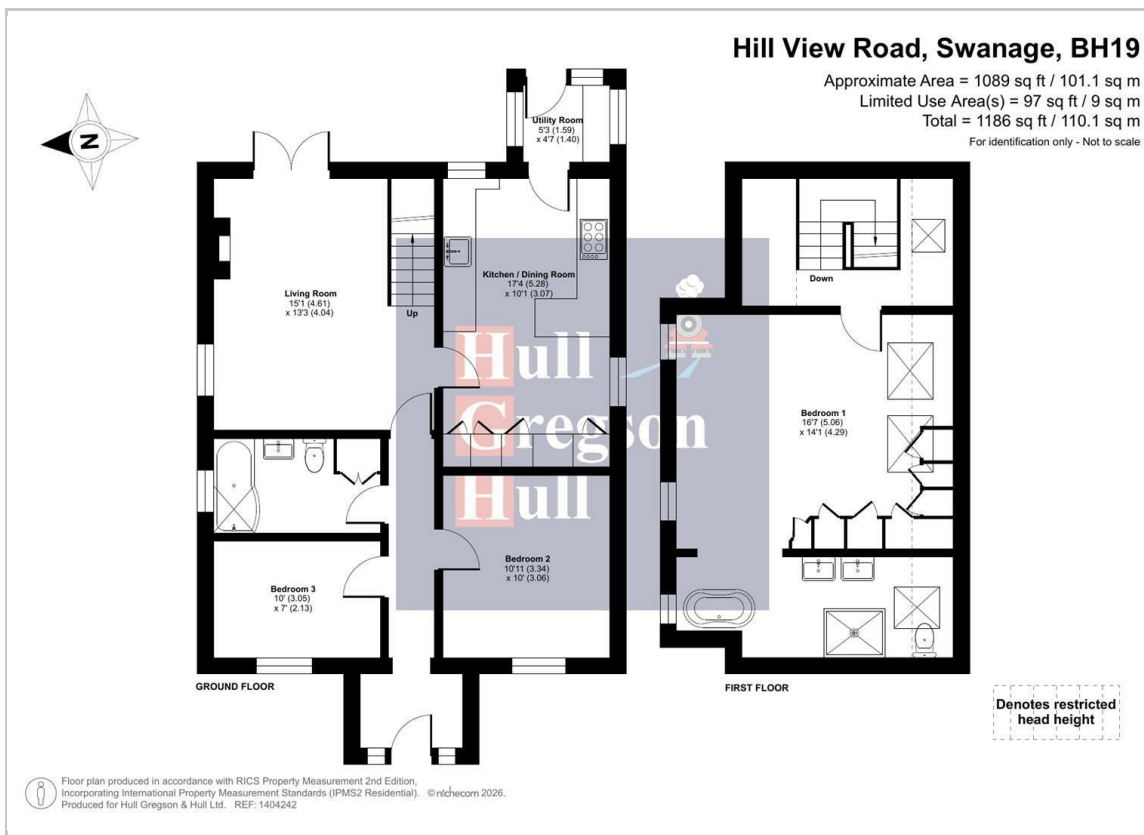 Hill View Road, Swanage, BH19
Approximate Area = 1089 sq ft / 101.1 sq m
Limited Use Area(s) = 97 sq ft / 9 sq m
Total = 1186 sq ft / 110.1 sq m
For identification only - Not to scale
N
Utility Room
5'3 (1.59)
x 4'7 (1.40)
Kitchen / Dining Room
17'4 (5.28)
x 10'1 (3.07)
Living Room
15'1 (4.61)
x 13'3 (4.04)
Up
Down
Hull
Gregson
Hull
Bedroom 1
16'7 (5.06)
x 14'1 (4.29)
Bedroom 2
10'11 (3.34)
x 10' (3.06)
Bedroom 3
10' (3.05)
x 7' (2.13)
GROUND FLOOR
FIRST FLOOR
Denotes restricted
head height
Floor plan produced in accordance with RICS Property Measurement 2nd Edition,
Incorporating International Property Measurement Standards (IPMS2 Residential). ©nichecom 2026.
Produced for Hull Gregson & Hull Ltd. REF: 1404242